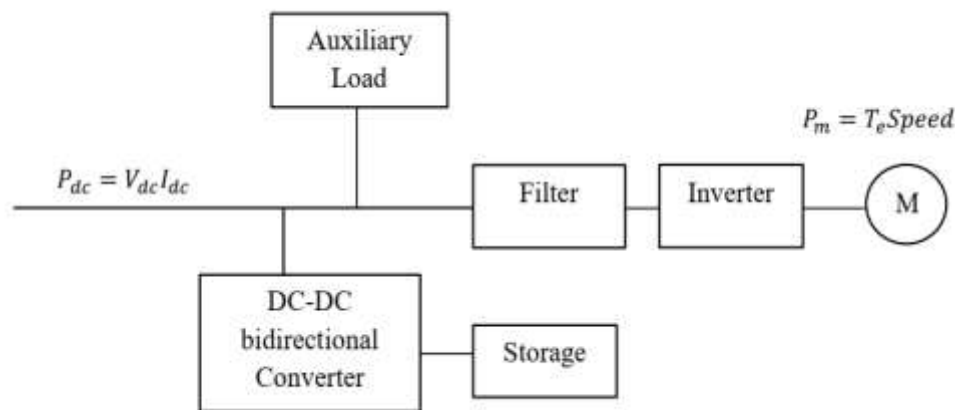 Auxiliary
Load
P_m = T_e Speed
P_dc = V_dc I_dc
Filter
Inverter
M
DC-DC
bidirectional
Converter
Storage